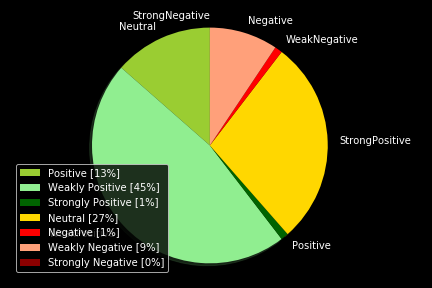 StrongNegative
Neutral
Negative
WeakNegative
StrongPositive
Positive
Positive [13%]
Weakly Positive [45%]
Strongly Positive [1%]
Neutral [27%]
Negative [1%]
Weakly Negative [9%]
Strongly Negative [0%]